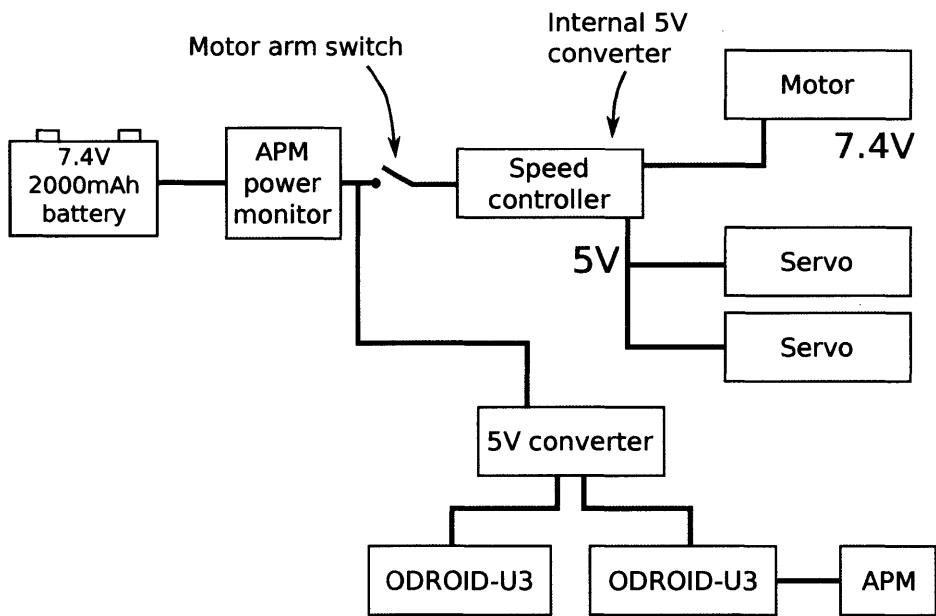 Motor arm switch
Internal 5V
converter
Motor
7.4V
7.4V
2000mAh
battery
APM
power
monitor
Speed
controller
5V
Servo
Servo
5V converter
ODROID-U3
ODROID-U3
APM